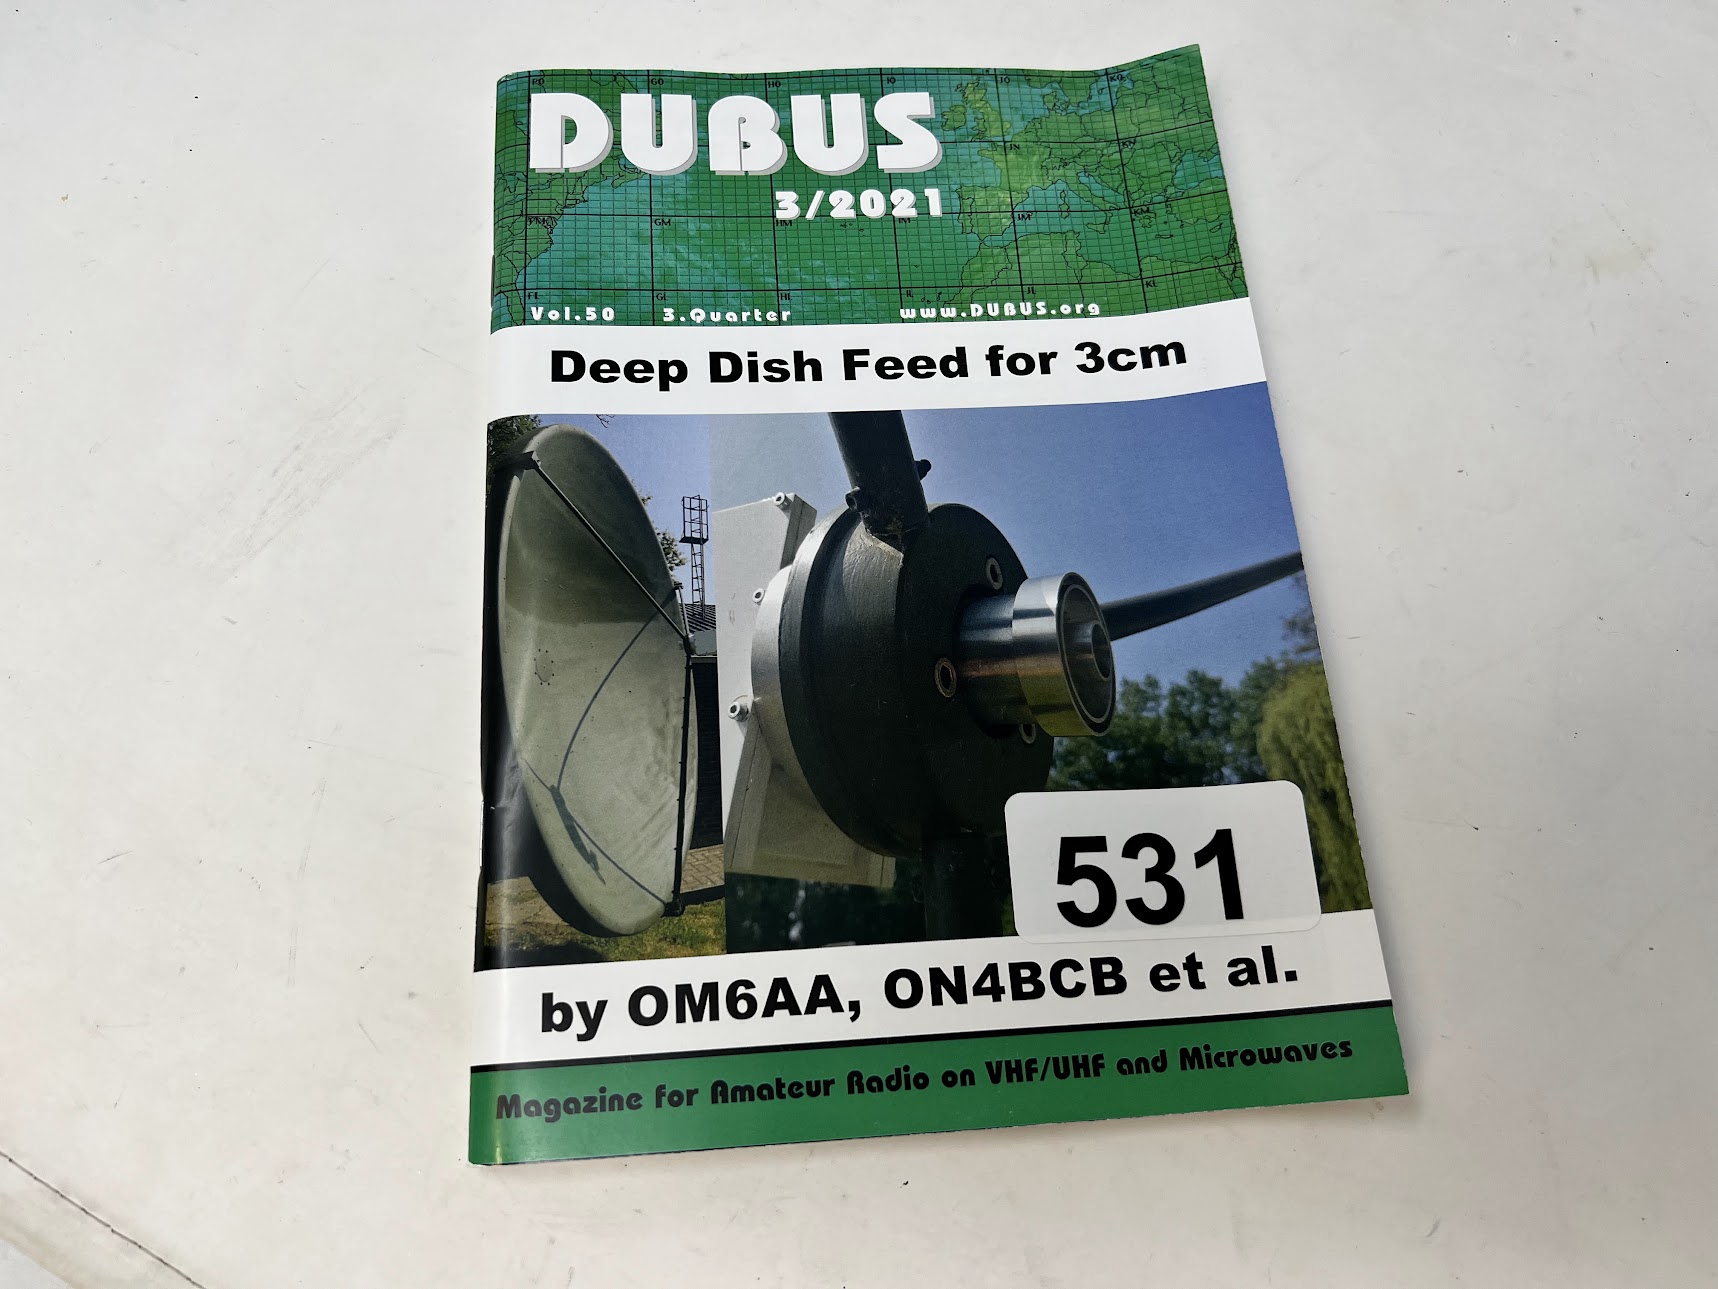 DUBUS
3/2021
Vol.50 3.Quarter www.DUBUS.org
Deep Dish Feed for 3cm
531
by OM6AA, ON4BCB et al.
Magazine for Amateur Radio on VHF/UHF and Microwaves